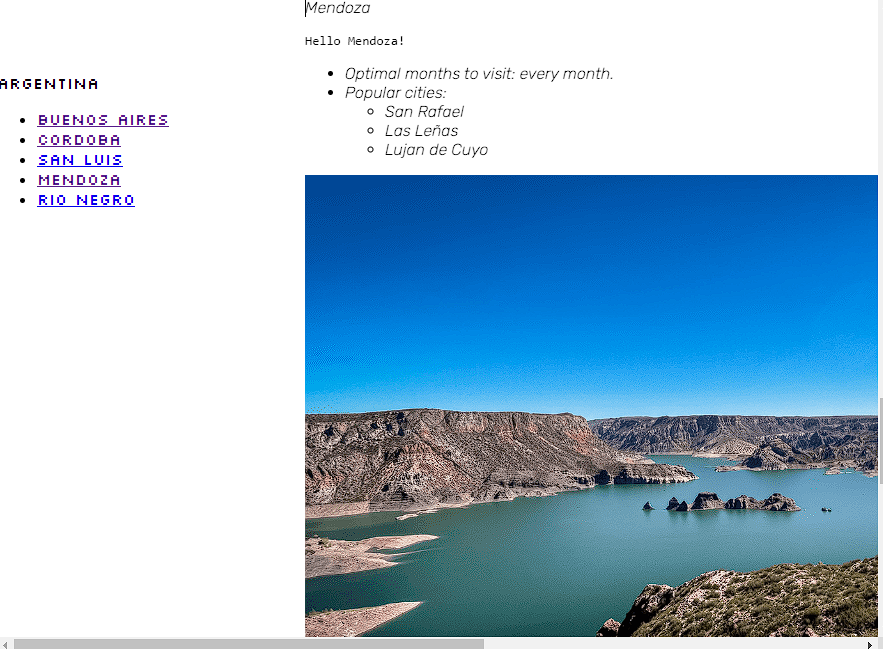 ARGENTINA
BUENOS AIRES
CORDOBA
SAN LUIS
MENDOZA
RIO NEGRO
Mendoza
Hello Mendoza!
Optimal months to visit: every month.
Popular cities:
San Rafael
Las Leñas
Lujan de Cuyo